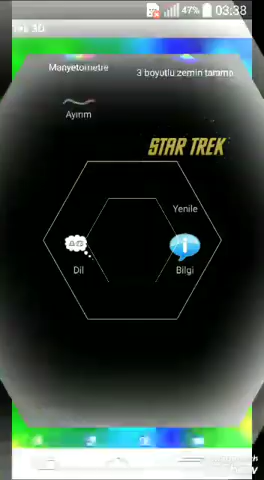 47% 03:38
Manyetometre
3 boyutlu zemin tarama
Ayırım
STAR TREK
Yenile
Dil
Bilgi